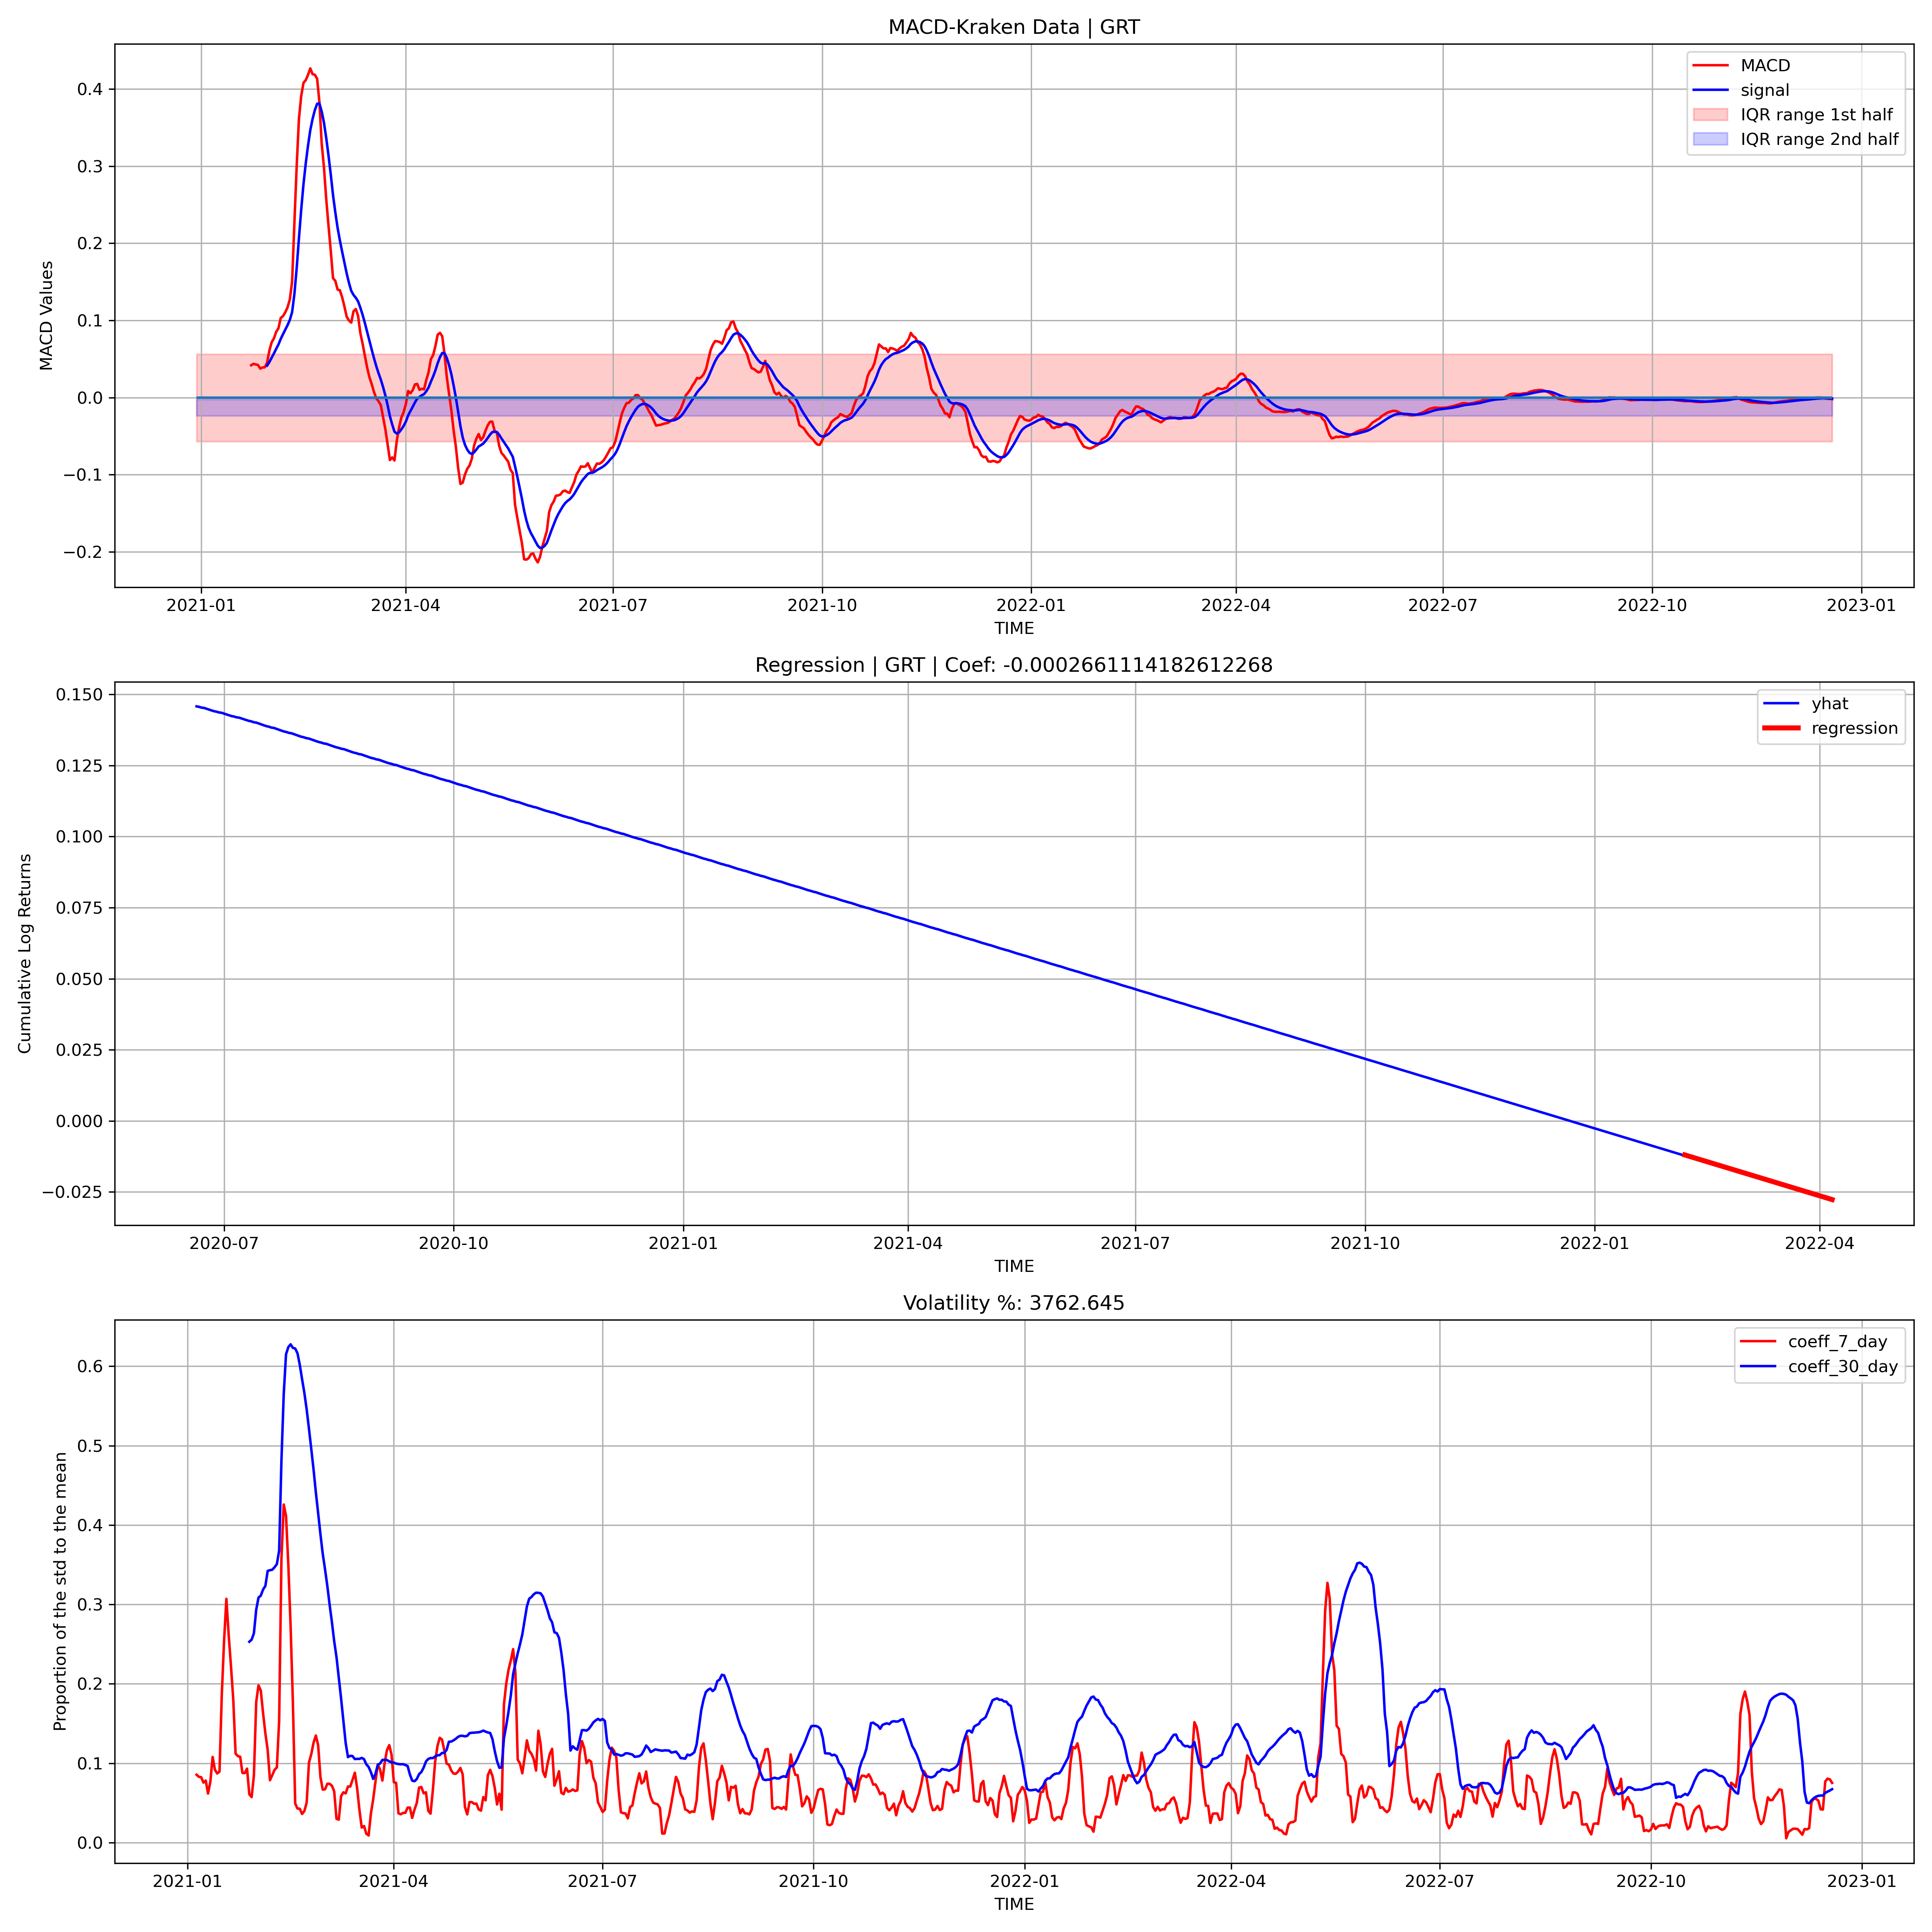 MACD-Kraken Data | GRT
MACD
signal
IQR range 1st half
IQR range 2nd half
MACD Values
0.4
0.3
0.2
0.1
0.0
−0.1
−0.2
2021-01 2021-04 2021-07 2021-10 2022-01 2022-04 2022-07 2022-10 2023-01
TIME
Regression | GRT | Coef: -0.0002661114182612268
yhat
regression
Cumulative Log Returns
0.150
0.125
0.100
0.075
0.050
0.025
0.000
−0.025
2020-07 2020-10 2021-01 2021-04 2021-07 2021-10 2022-01 2022-04
TIME
Volatility %: 3762.645
coeff_7_day
coeff_30_day
Proportion of the std to the mean
0.6
0.5
0.4
0.3
0.2
0.1
0.0
2021-01 2021-04 2021-07 2021-10 2022-01 2022-04 2022-07 2022-10 2023-01
TIME